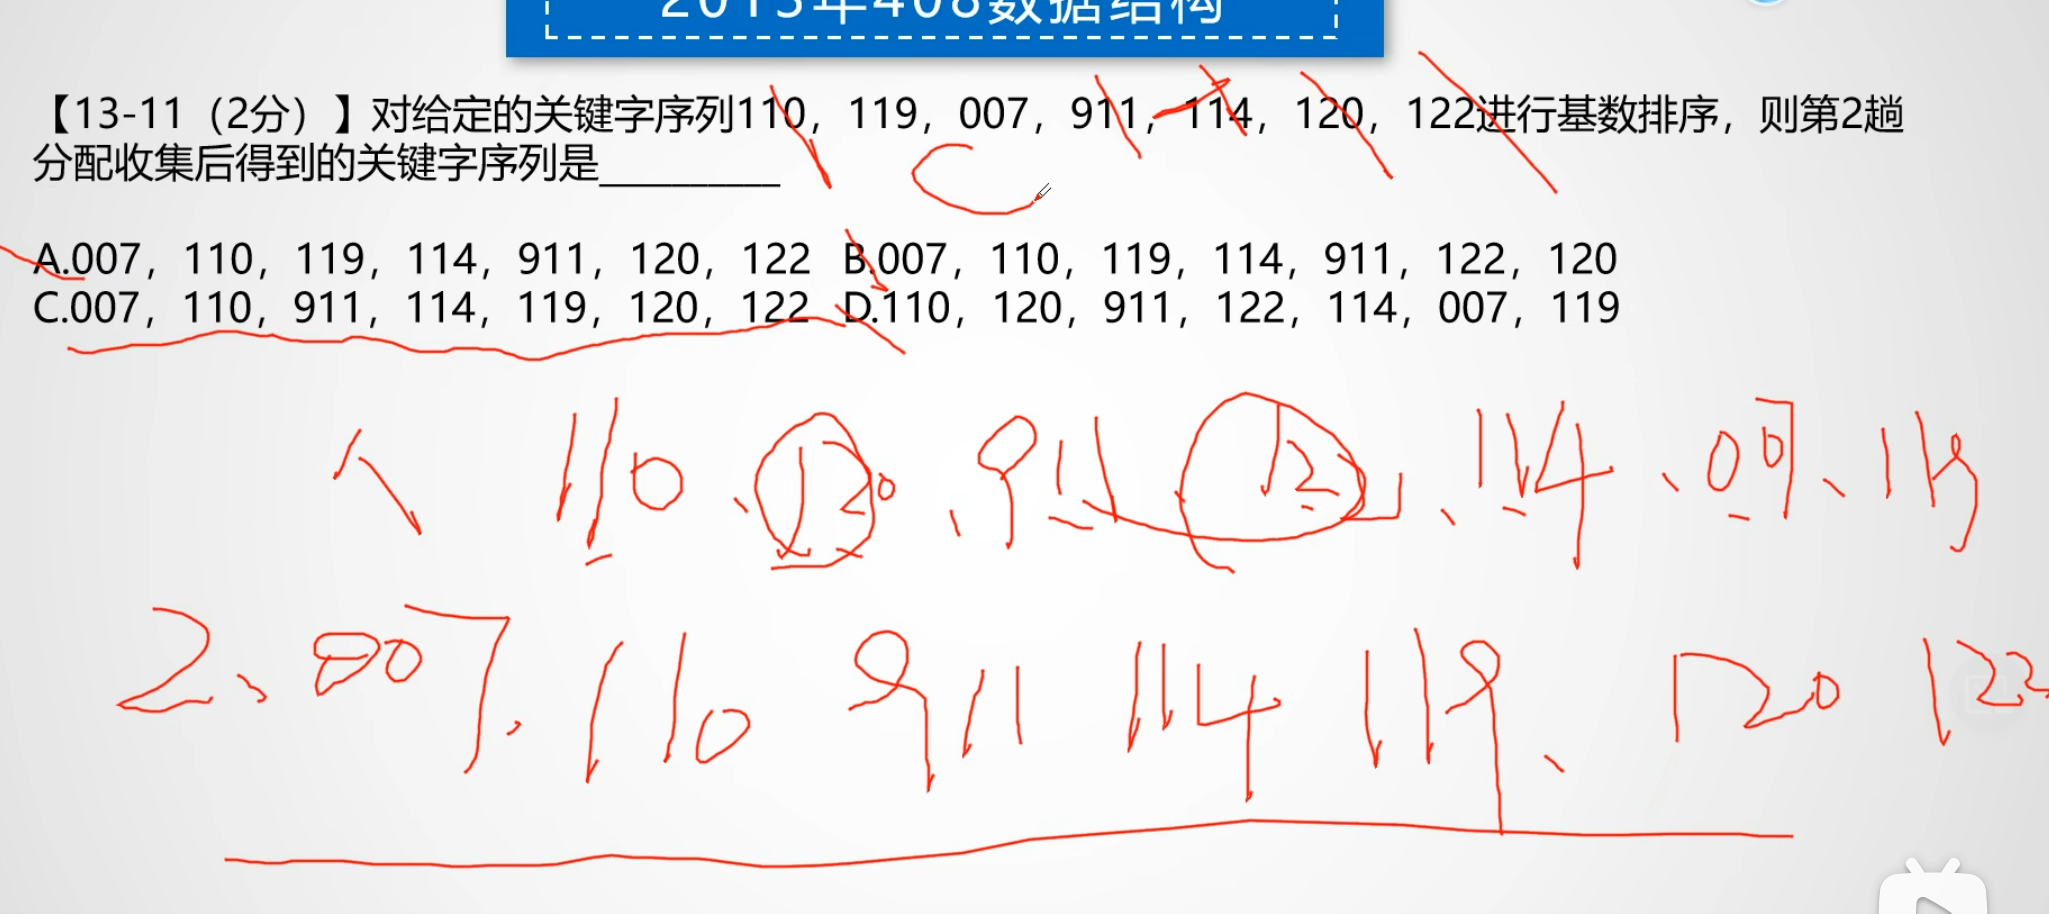 2013年408数据结构
【13-11（2分）】对给定的关键字序列110，119，007，911，114，120，122进行基数排序，则第2趟
分配收集后得到的关键字序列是__________
C
A.007，110，119，114，911，120，122 B.007，110，119，114，911，122，120
C.007，110，911，114，119，120，122 D.110，120，911，122，114，007，119
110、120、911 122、114、007、119
2、007，110 911 114 119、120 122